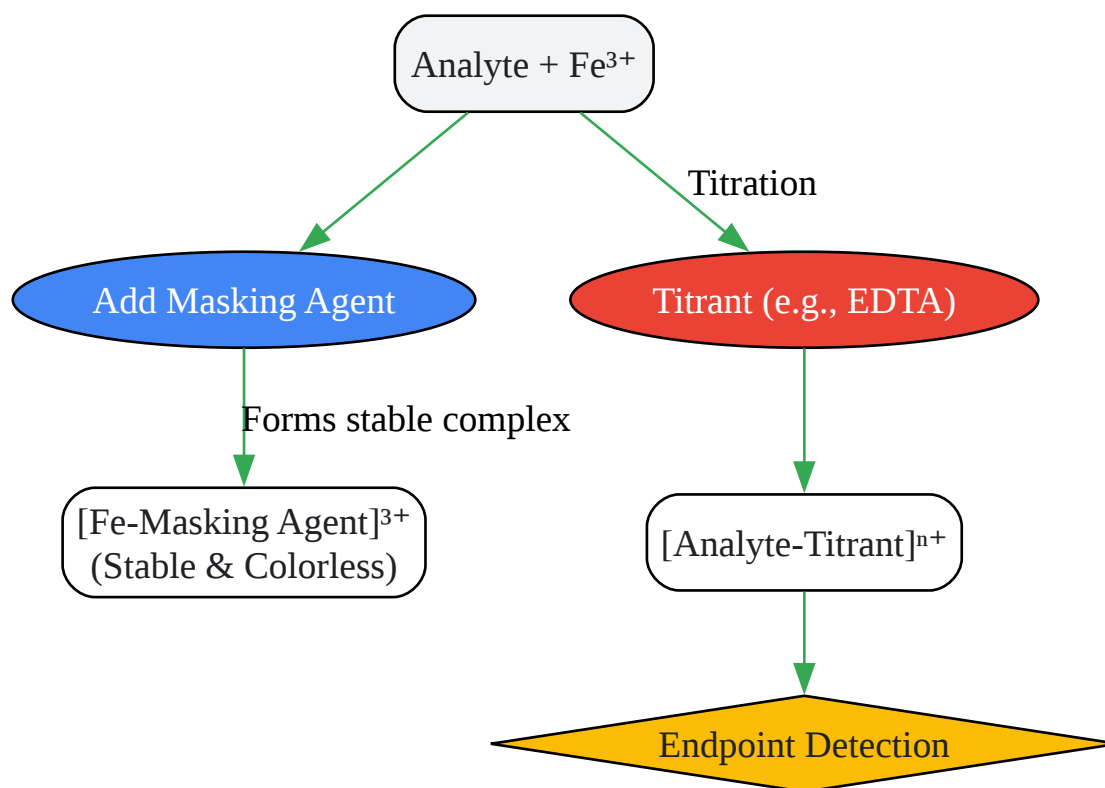 Analyte + Fe³⁺
Titration
Add Masking Agent
Titrant (e.g., EDTA)
Forms stable complex
[Fe-Masking Agent]³⁺
(Stable & Colorless)
[Analyte-Titrant]ⁿ⁺
Endpoint Detection